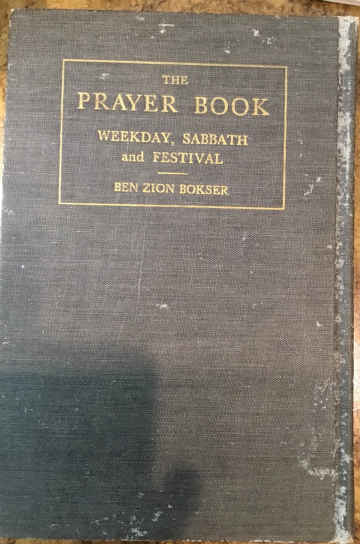 THE
PRAYER BOOK
WEEKDAY, SABBATH
and FESTIVAL
BEN ZION BOKSER